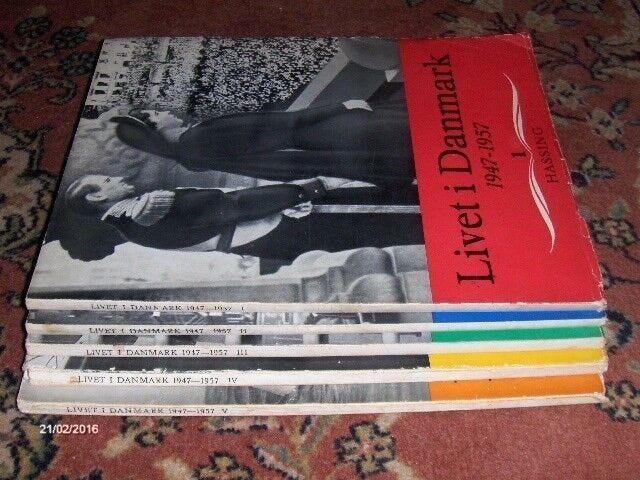 Livet i Danmark
1947-1957
1
HASSING
LIVET I DANMARK 1947—1957 I
LIVET I DANMARK 1947—1957 II
LIVET I DANMARK 1947—1957 III
LIVET I DANMARK 1947—1957 IV
LIVET I DANMARK 1947—1957 V
21/02/2016